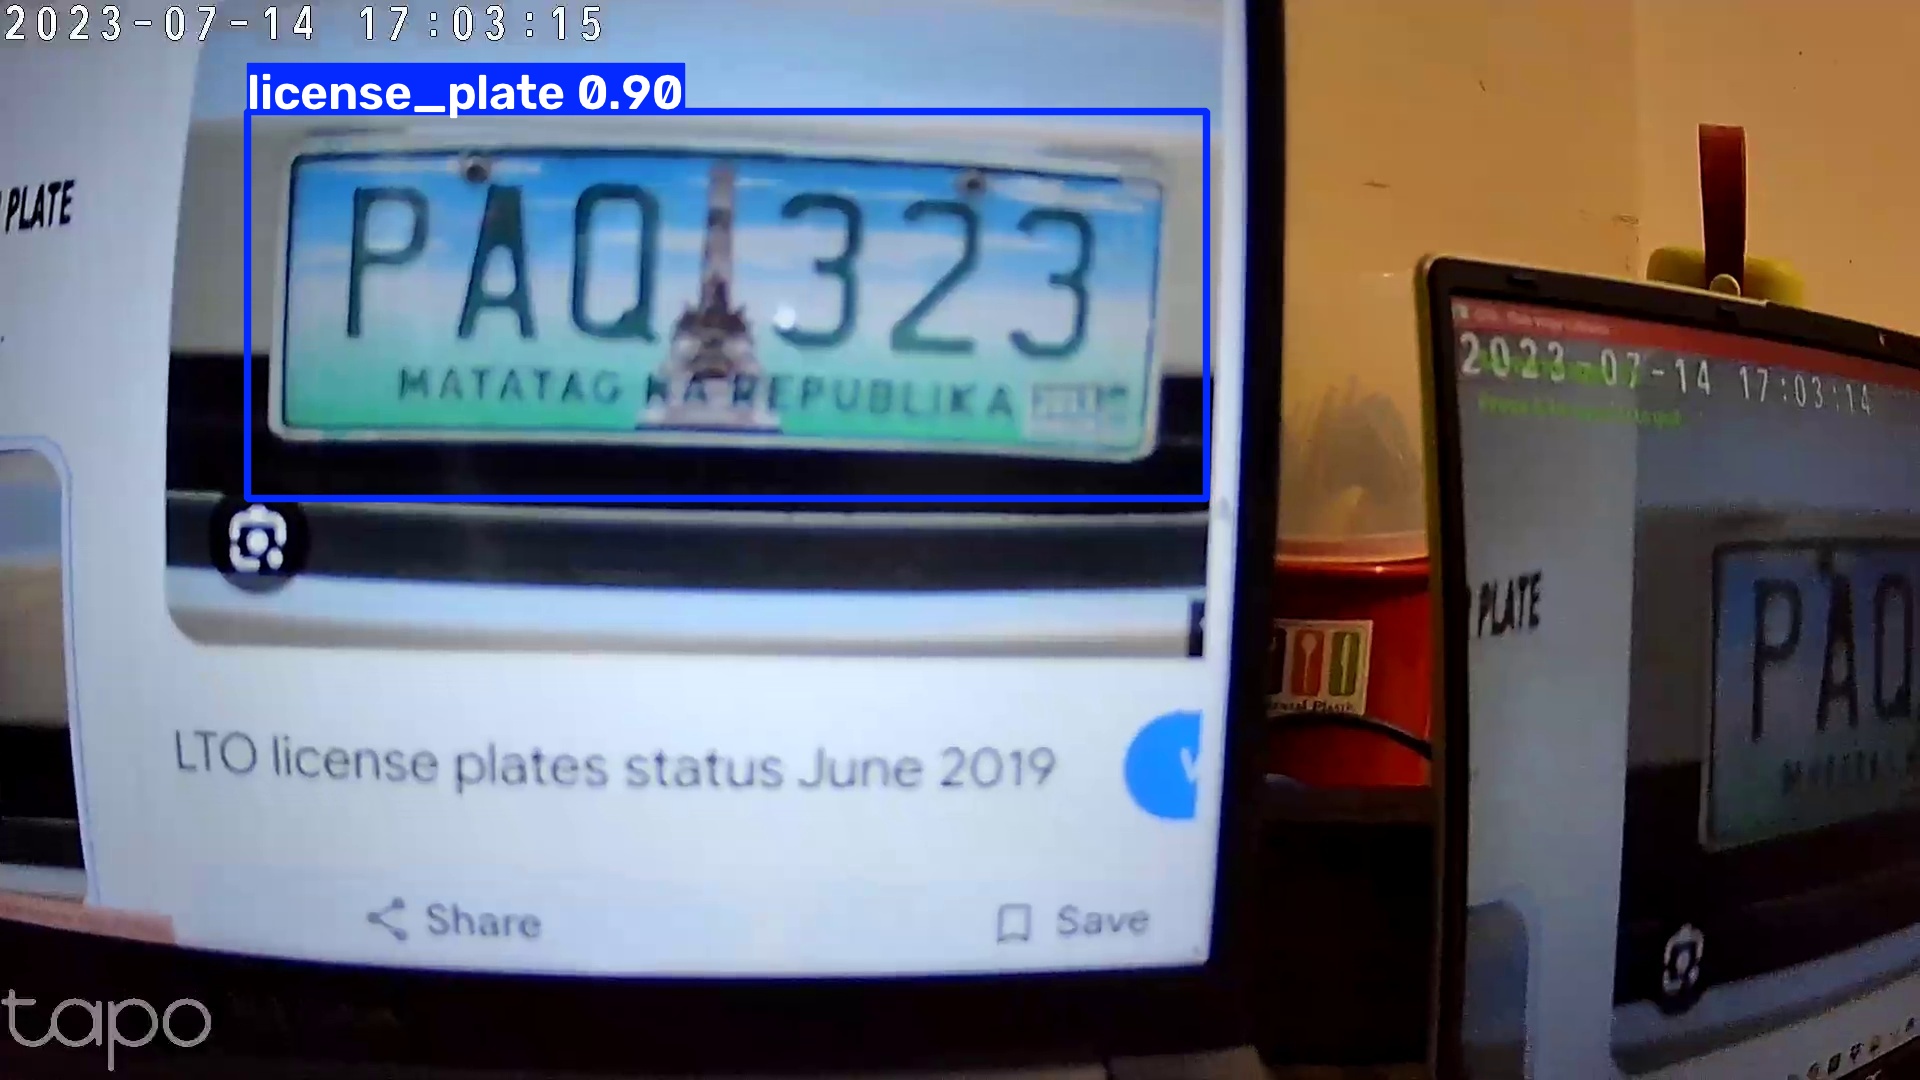 2023-07-14 17:03:15
license_plate 0.90
PLATE
PAQ 323
MATATAG NA REPUBLIKA
LTO license plates status June 2019
Share
Save
tapo
2023-07-14 17:03:14
PLATE
PAQ